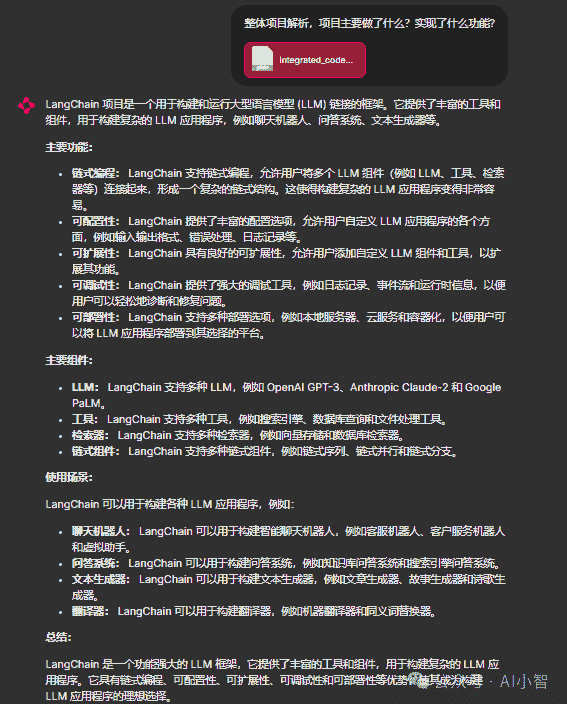 整体项目解析，项目主要做了什么？实现了什么功能?
Integrated_code...
LangChain 项目是一个用于构建和运行大型语言模型 (LLM) 链接的框架。它提供了丰富的工具和
组件，用于构建复杂的 LLM 应用程序，例如聊天机器人、问答系统、文本生成器等。
主要功能：
• 链式编程： LangChain 支持链式编程，允许用户将多个 LLM 组件（例如 LLM、工具、检索
器等）连接起来，形成一个复杂的链式结构。这使得构建复杂的 LLM 应用程序变得非常容
易。
• 可配置性： LangChain 提供了丰富的配置选项，允许用户自定义 LLM 应用程序的各个方
面，例如输入输出格式、错误处理、日志记录等。
• 可扩展性： LangChain 具有良好的可扩展性，允许用户添加自定义 LLM 组件和工具，以扩
展其功能。
• 可调试性： LangChain 提供了强大的调试工具，例如日志记录、事件流和运行时信息，以便
用户可以轻松地诊断和修复问题。
• 可部署性： LangChain 支持多种部署选项，例如本地服务器、云服务和容器化，以便用户可
以将 LLM 应用程序部署到其选择的平台。
主要组件：
• LLM： LangChain 支持多种 LLM，例如 OpenAI GPT-3、Anthropic Claude-2 和 Google
PaLM。
• 工具： LangChain 支持多种工具，例如搜索引擎、数据库查询和文件处理工具。
• 检索器： LangChain 支持多种检索器，例如向量存储和数据库检索器。
• 链式组件： LangChain 支持多种链式组件，例如链式序列、链式并行和链式分支。
使用场景：
LangChain 可以用于构建各种 LLM 应用程序，例如:
• 聊天机器人： LangChain 可以用于构建智能聊天机器人，例如客服机器人、客户服务机器人
和虚拟助手。
• 问答系统： LangChain 可以用于构建问答系统，例如知识库问答系统和搜索引擎问答系统。
• 文本生成器： LangChain 可以用于构建文本生成器，例如文章生成器、故事生成器和诗歌生
成器。
• 翻译器： LangChain 可以用于构建翻译器，例如机器翻译器和同义词替换器。
总结：
LangChain 是一个功能强大的 LLM 框架，它提供了丰富的工具和组件，用于构建复杂的 LLM 应
用程序。它具有链式编程、可配置性、可扩展性、可调试性和可部署性等优势，使其成为构建
LLM 应用程序的理想选择。
公众号 · AI小智